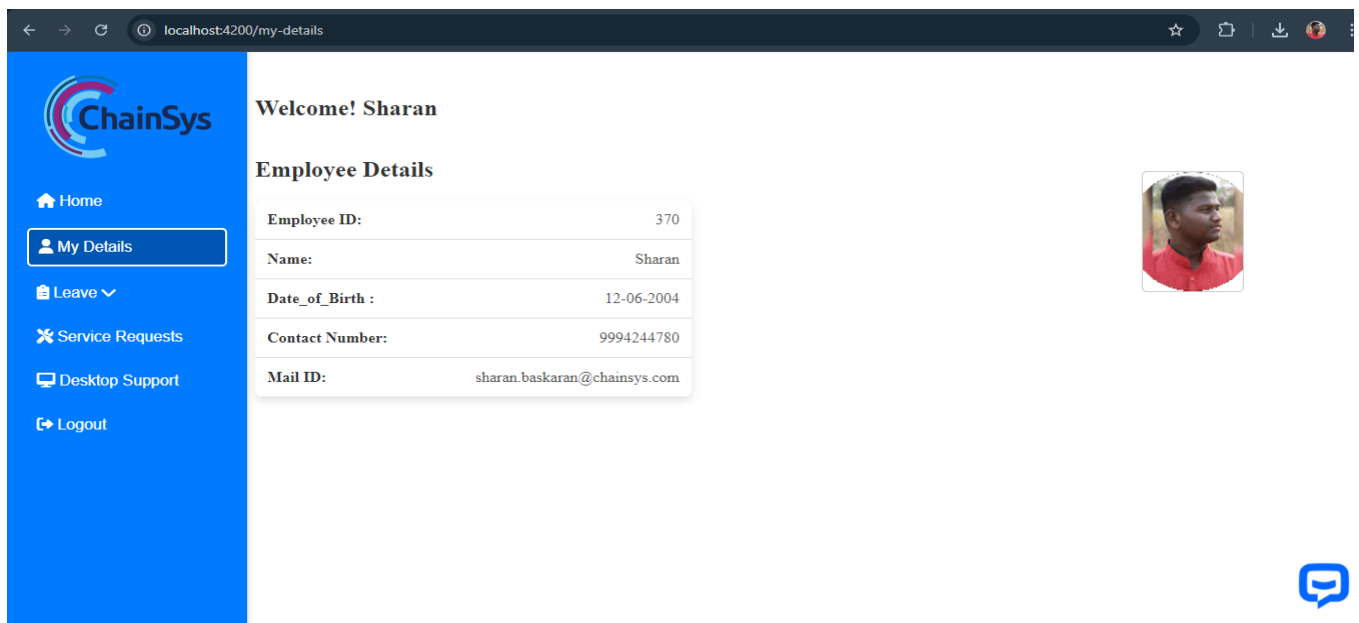 localhost:4200/my-details
ChainSys
Home
My Details
Leave
Service Requests
Desktop Support
Logout
Welcome! Sharan
Employee Details
Employee ID: 370
Name: Sharan
Date_of_Birth : 12-06-2004
Contact Number: 9994244780
Mail ID: sharan.baskaran@chainsys.com